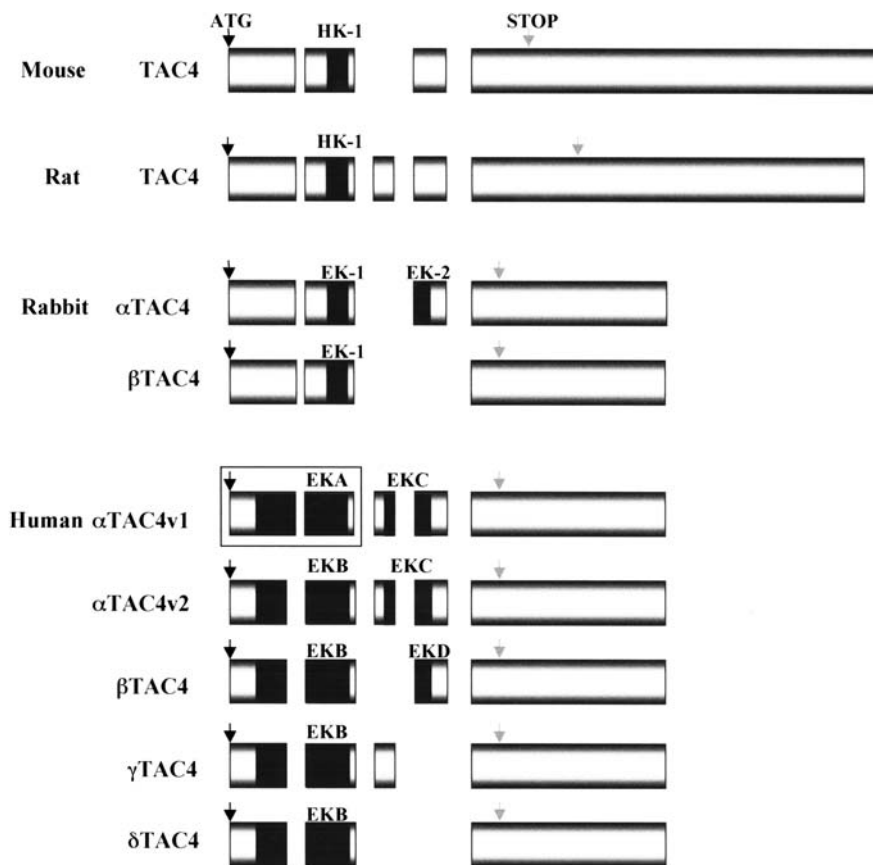 ATG HK-1 STOP
Mouse TAC4
HK-1
Rat TAC4
EK-1 EK-2
Rabbit αTAC4
EK-1
βTAC4
EKA EKC
Human αTAC4v1
EKB EKC
αTAC4v2
EKB EKD
βTAC4
EKB
γTAC4
EKB
δTAC4